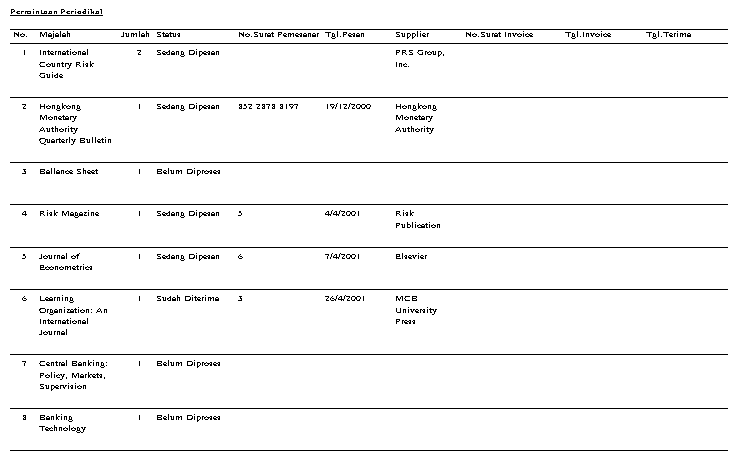 Permintaan Periodikal
No. Majalah Jumlah Status No.Surat Pemesanan Tgl.Pesan Supplier No.Surat Invoice Tgl.Invoice Tgl.Terima
1 International 2 Sedang Dipesan PRS Group,
Country Risk Inc.
Guide
2 Hongkong 1 Sedang Dipesan 852 2878 8197 19/12/2000 Hongkong
Monetary Monetary
Authority Authority
Quarterly Bulletin
3 Ballance Sheet 1 Belum Diproses
4 Risk Magazine 1 Sedang Dipesan 5 4/4/2001 Risk
Publication
5 Journal of 1 Sedang Dipesan 6 7/4/2001 Elsevier
Econometrics
6 Learning 1 Sudah Diterima 3 26/4/2001 MCB
Organization: An University
International Press
Journal
7 Central Banking: 1 Belum Diproses
Policy, Markets,
Supervision
8 Banking 1 Belum Diproses
Technology